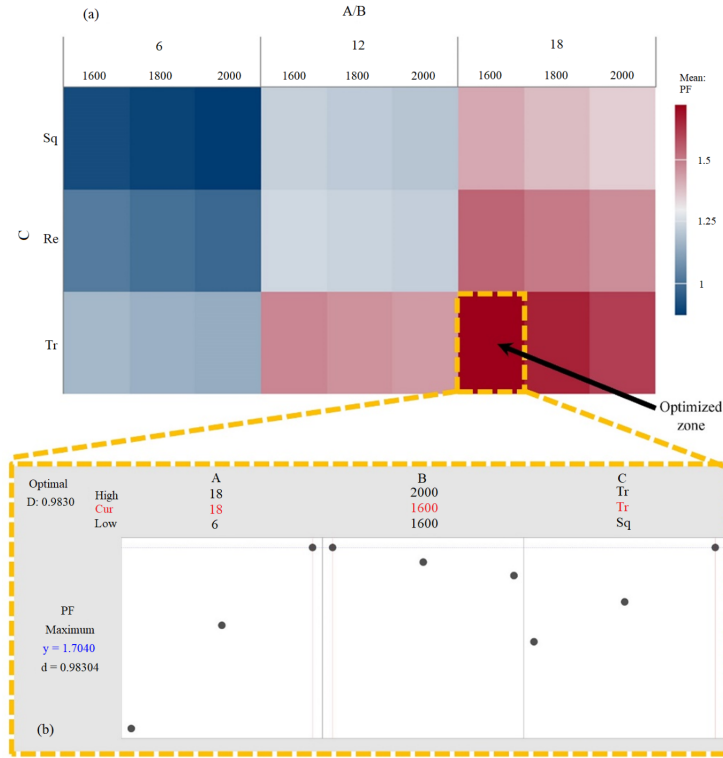 (a)
A/B
6 12 18
1600 1800 2000 1600 1800 2000 1600 1800 2000
Mean:
PF
1.5
1.25
1
C
Sq
Re
Tr
Optimized
zone
Optimal
D: 0.9830
A B C
High 18 2000 Tr
Cur 18 1600 Tr
Low 6 1600 Sq
PF
Maximum
y = 1.7040
d = 0.98304
(b)